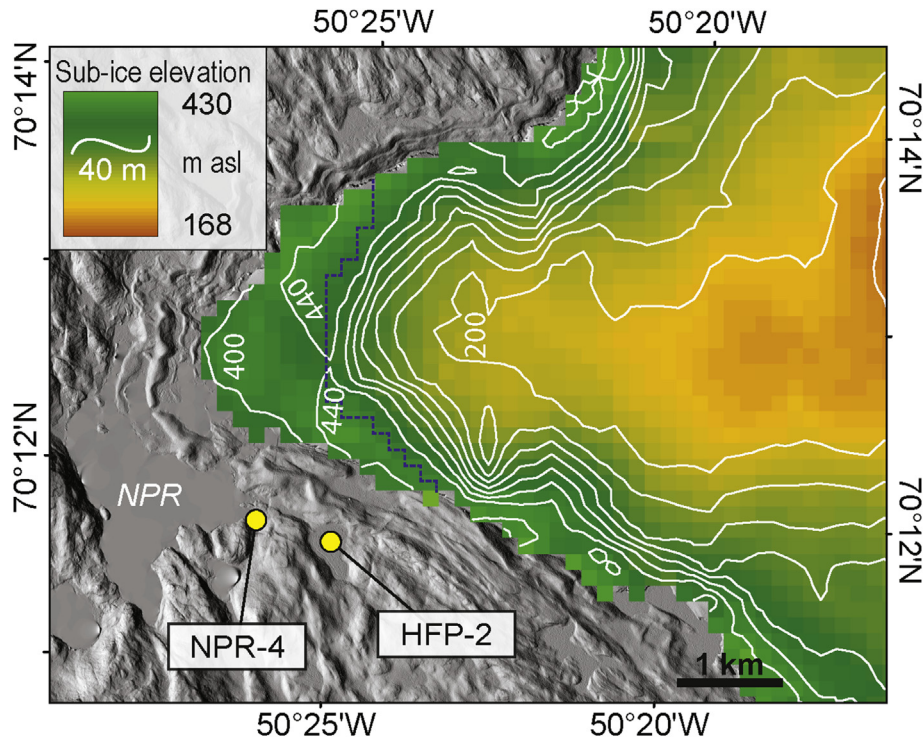 50°25'W 50°20'W
70°14'N
Sub-ice elevation
430
40 m
m asl
168
70°14'N
440
400
200
440
70°12'N
NPR
70°12'N
NPR-4
HFP-2
1 km
50°25'W 50°20'W